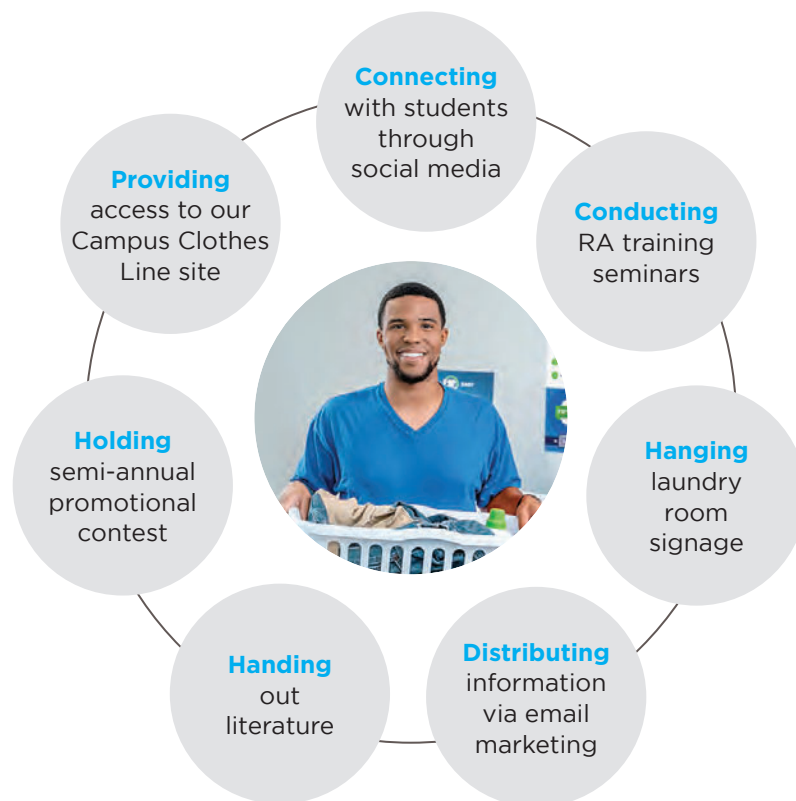 Connecting
with students
through
social media
Conducting
RA training
seminars
Hanging
laundry
room
signage
Distributing
information
via email
marketing
Handing
out
literature
Holding
semi-annual
promotional
contest
Providing
access to our
Campus Clothes
Line site